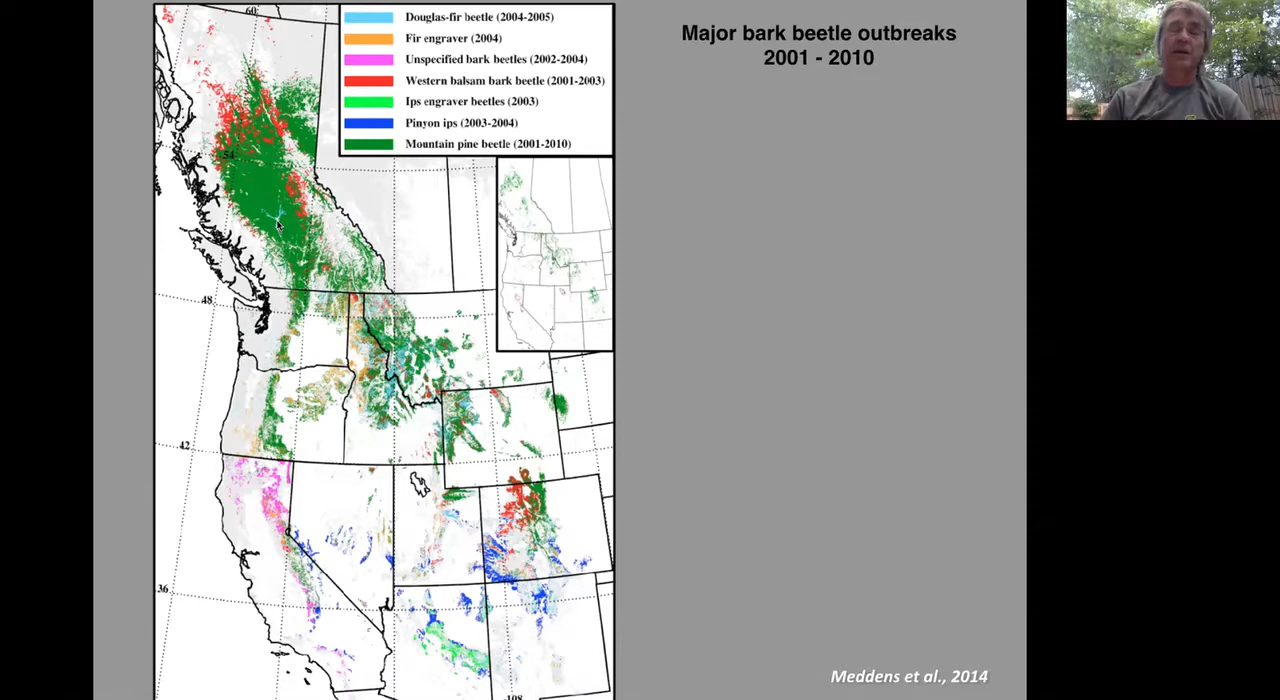 60
Douglas-fir beetle (2004-2005)
Fir engraver (2004)
Unspecified bark beetles (2002-2004)
Western balsam bark beetle (2001-2003)
Ips engraver beetles (2003)
Pinyon ips (2003-2004)
Mountain pine beetle (2001-2010)
Major bark beetle outbreaks
2001 - 2010
54
48
42
36
-108
Meddens et al., 2014